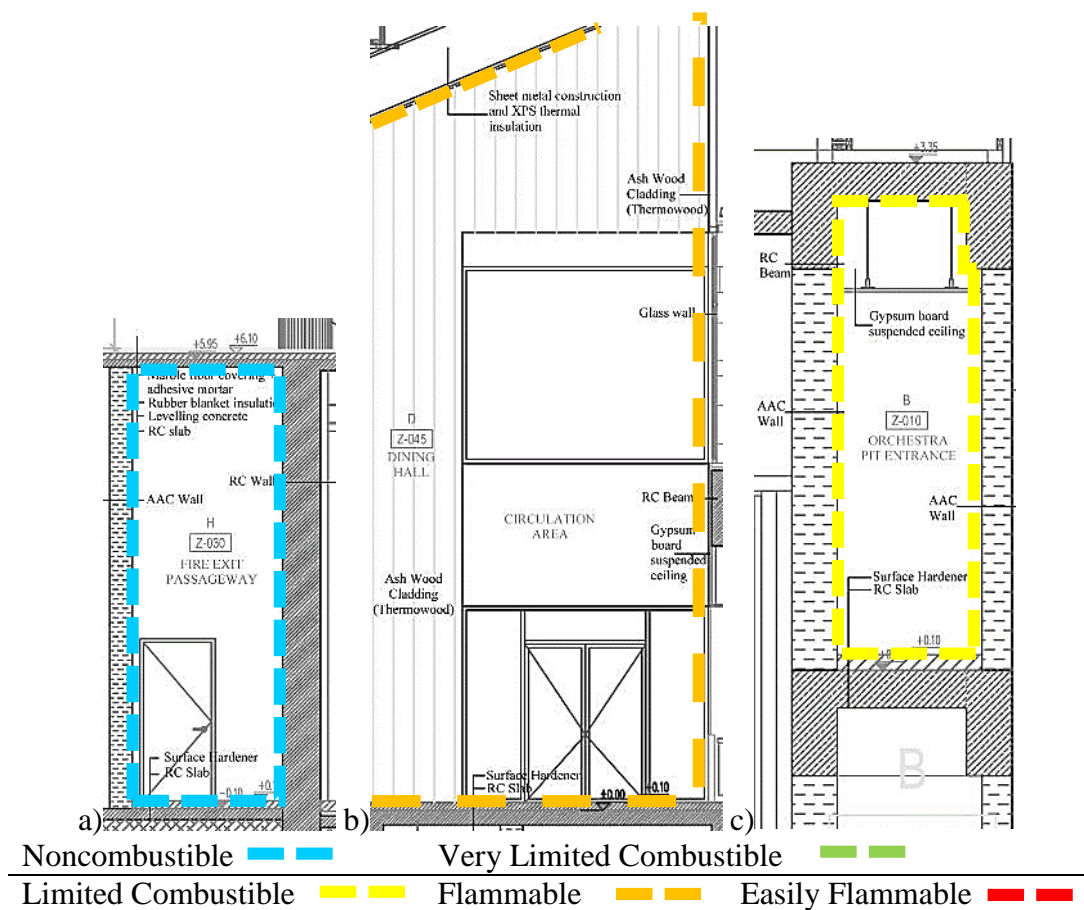 +5.95
+6.10
Marble floor covering +
adhesive mortar
Rubber blanket insulatio
Levelling concrete
RC slab
RC Wall
AAC Wall
H
Z-030
FIRE EXIT
PASSAGEWAY
Surface Hardener
RC Slab
-0.10
a)
Sheet metal construction
and XPS thermal
insulation
Ash Wood
Cladding
(Thermowood)
Glass wall
D
Z-045
DINING
HALL
RC Beam
CIRCULATION
AREA
Gypsum
board
suspended
ceiling
Ash Wood
Cladding
(Thermowood)
Surface Hardener
RC Slab
±0.00
+0.10
b)
+3.35
RC
Beam
Gypsum board
suspended ceiling
AAC
Wall
B
Z-010
ORCHESTRA
PIT ENTRANCE
AAC
Wall
Surface Hardener
RC Slab
+0.10
B
c)
Noncombustible Very Limited Combustible
Limited Combustible Flammable Easily Flammable